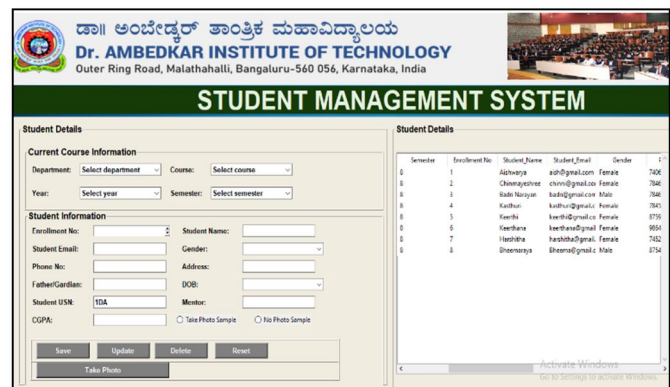 ಡಾ॥ ಅಂಬೇಡ್ಕರ್ ತಾಂತ್ರಿಕ ಮಹಾವಿದ್ಯಾಲಯ
Dr. AMBEDKAR INSTITUTE OF TECHNOLOGY
Outer Ring Road, Malathahalli, Bengaluru-560 056, Karnataka, India
STUDENT MANAGEMENT SYSTEM
Student Details
Current Course Information
Department: Select department Course: Select course
Year: Select year Semester: Select semester
Student Information
Enrollment No: Student Name:
Student Email: Gender:
Phone No: Address:
Father/Gardian: DOB:
Student USN: 1DA Mentor:
CGPA: Take Photo Sample No Photo Sample
Save Update Delete Reset
Take Photo
Student Details
Semester Enrollment No Student_Name Student_Email Gender
8 1 Aishwarya aish@gmail.com Female 7406
8 2 Chinmayeshree chinni@gmail.com Female 7846
8 3 Badri Narayan badri@gmail.com Male 7846
8 4 Kasthuri kasthuri@gmail.c Female 7845
8 5 Keerthi keerthi@gmail.co Female 8739
8 6 Keerthana keerthana@gmail Female 9864
8 7 Harshitha harshitha@gmail. Female 7452
8 8 Bheemaraya Bheema@gmail.c Male 8754
Activate Windows
Go to Settings to activate Windows.